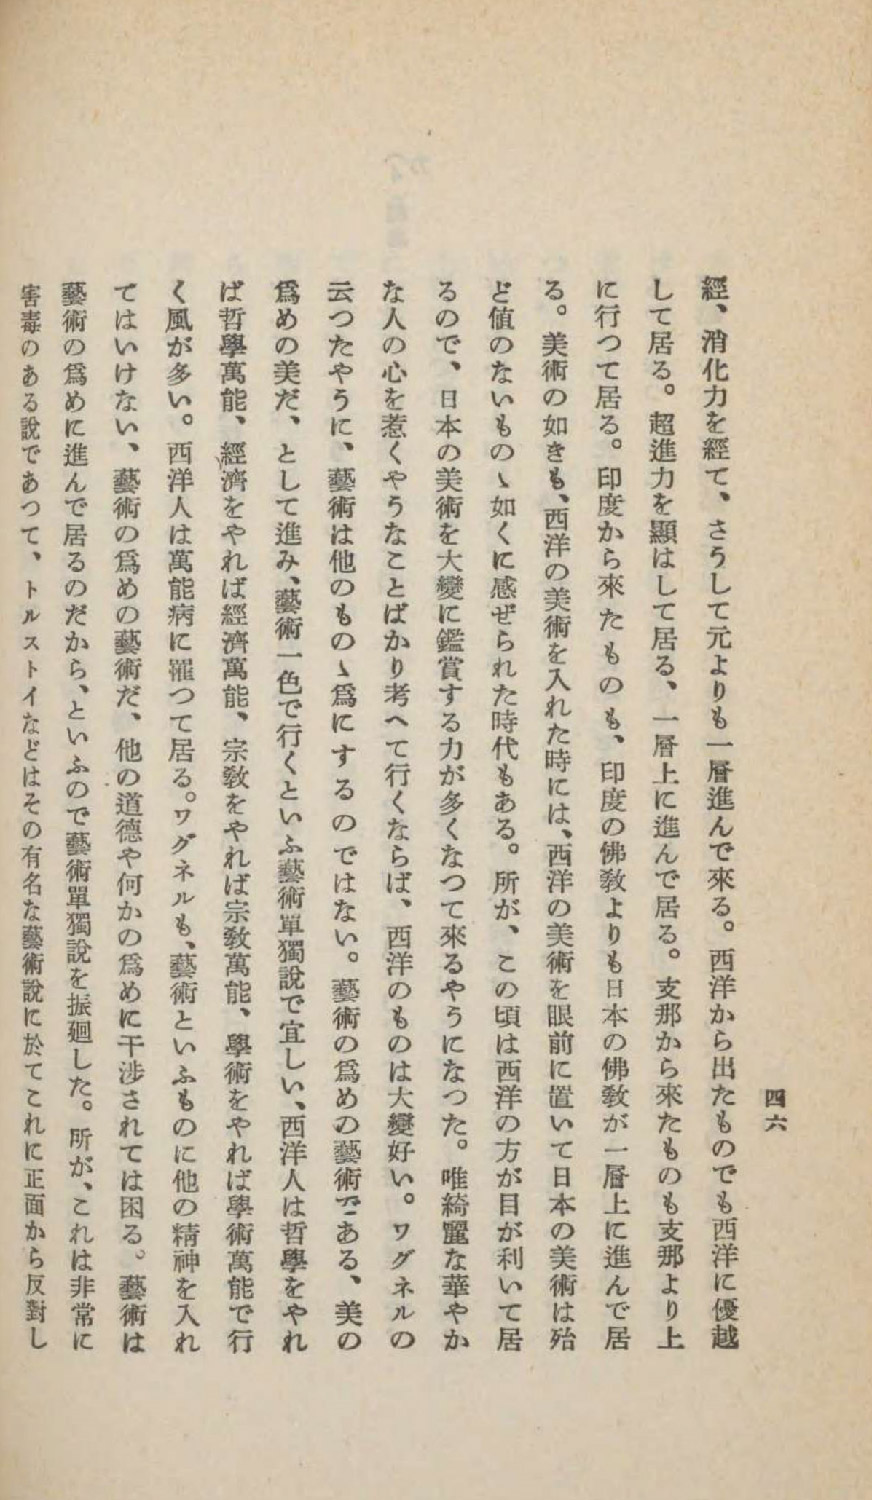 四六
經、消化力を經て、さうして元よりも一層進んで來る。西洋から出たものでも西洋に優越
して居る。超進力を顯はして居る、一層上に進んで居る。支那から來たものも支那より上
に行つて居る。印度から來たものも、印度の佛敎よりも日本の佛敎が一層上に進んで居
る。美術の如きも、西洋の美術を入れた時には、西洋の美術を眼前に置いて日本の美術は殆
ど値のないものゝ如くに感ぜられた時代もある。所が、この頃は西洋の方が目が利いて居
るので、日本の美術を大變に鑑賞する力が多くなつて來るやうになつた。唯綺麗な華やか
な人の心を惹くやうなことばかり考へて行くならば、西洋のものは大變好い。ワグネルの
云つたやうに、藝術は他のものゝ爲にするのではない。藝術の爲めの藝術である、美の
爲めの美だ、として進み、藝術一色で行くといふ藝術單獨說で宜しい、西洋人は哲學をやれ
ば哲學萬能、經濟をやれば經濟萬能、宗敎をやれば宗敎萬能、學術をやれば學術萬能で行
く風が多い。西洋人は萬能病に罹つて居る。ワグネルも、藝術といふものに他の精神を入れ
てはいけない、藝術の爲めの藝術だ、他の道德や何かの爲めに干涉されては困る。藝術は
藝術の爲めに進んで居るのだから、といふので藝術單獨說を振廻した。所が、これは非常に
害毒のある說であつて、トルストイなどはその有名な藝術說に於てこれに正面から反對し